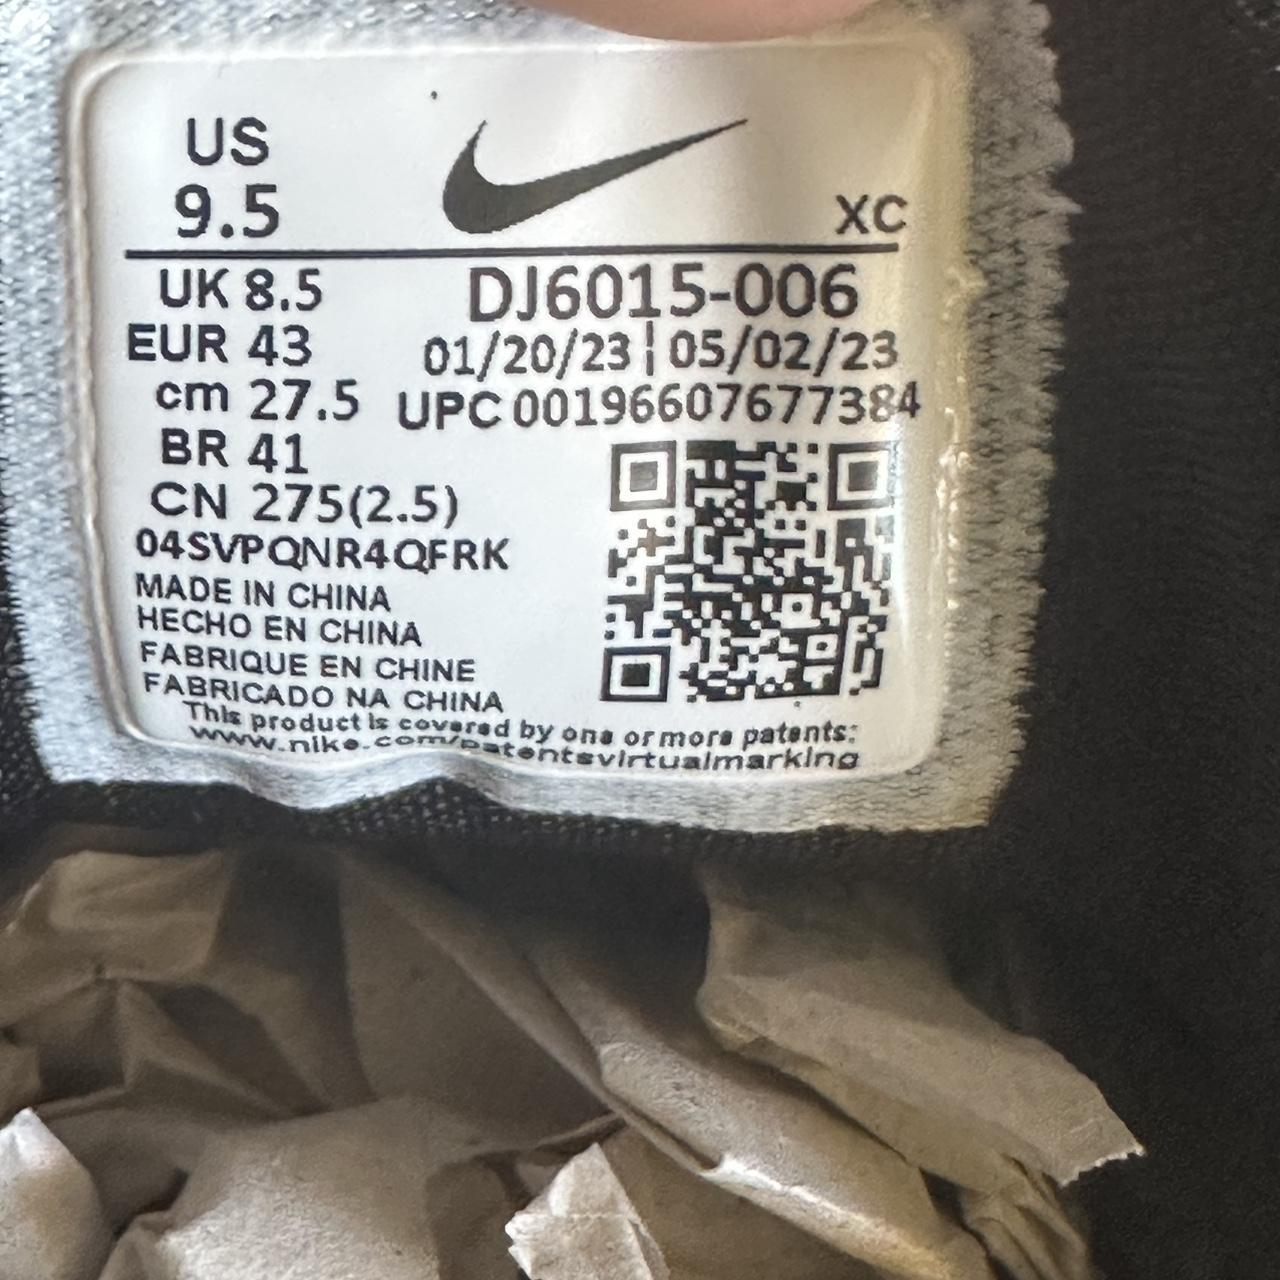 US
9.5
XC
UK 8.5
DJ6015-006
EUR 43
01/20/23 | 05/02/23
cm 27.5
UPC 00196607677384
BR 41
CN 275(2.5)
04SVPQNR4QFRK
MADE IN CHINA
HECHO EN CHINA
FABRIQUE EN CHINE
FABRICADO NA CHINA
This product is covered by one or more patents:
www.nike.com/patentsvirtualmarking